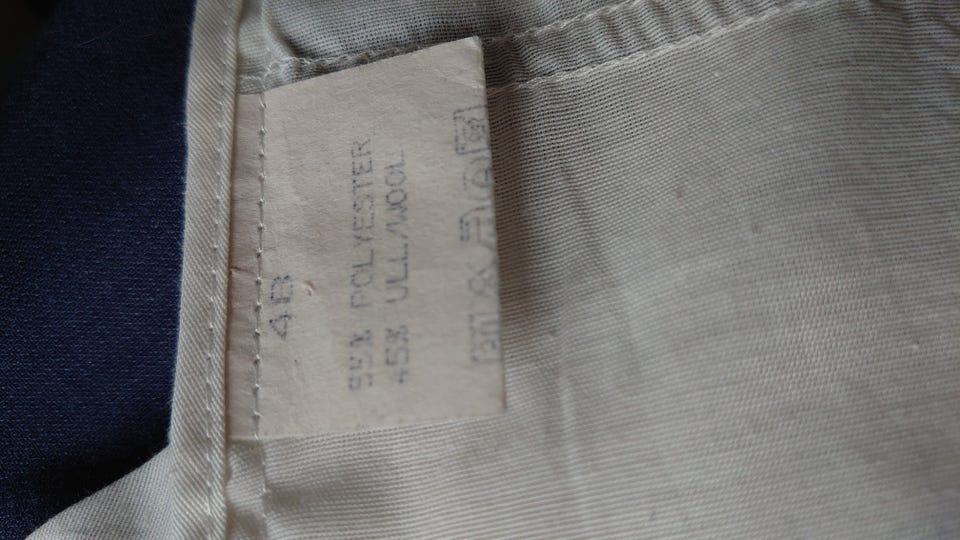 48
55% POLYESTER
45% ULL/WOOL